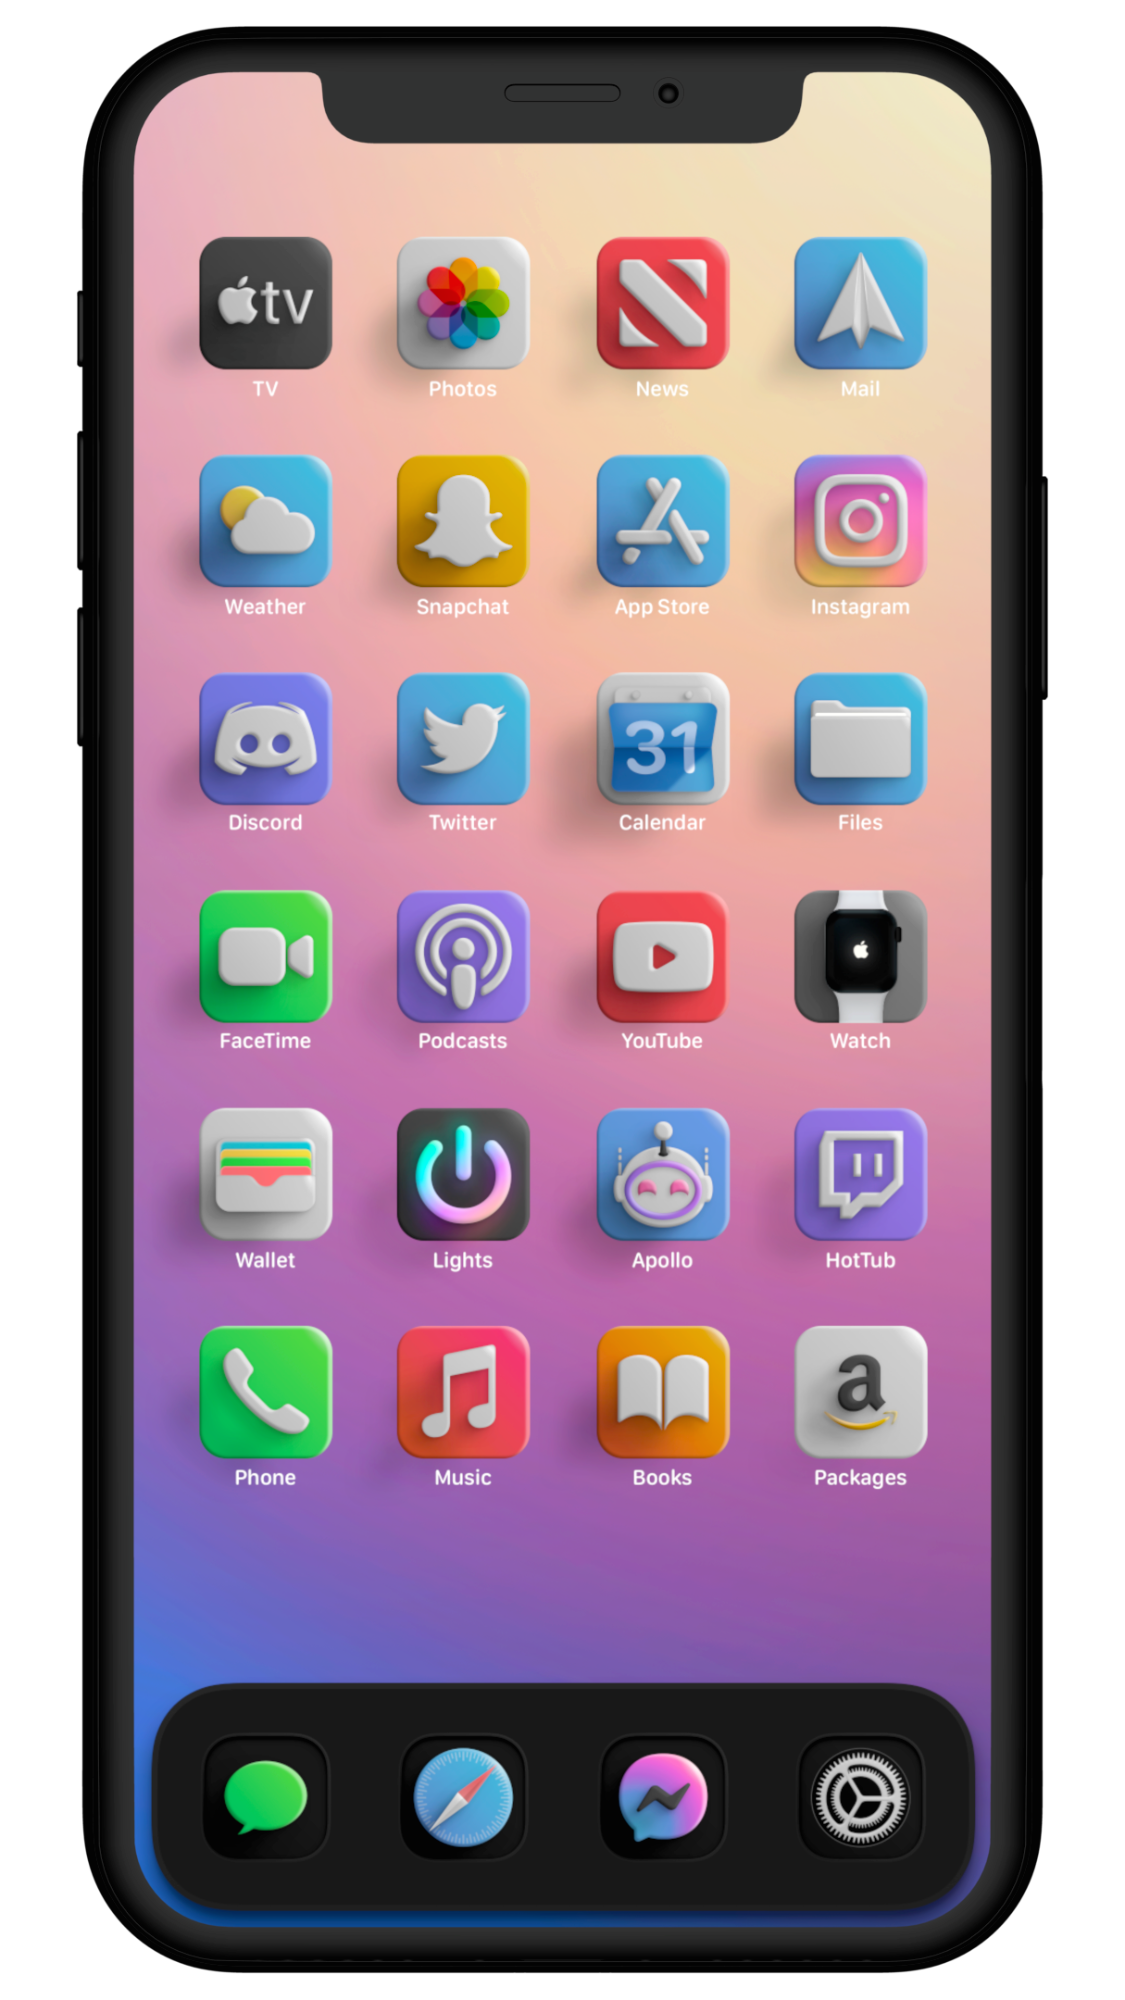 tv
TV Photos News Mail
Weather Snapchat App Store Instagram
31
Discord Twitter Calendar Files
FaceTime Podcasts YouTube Watch
Wallet Lights Apollo HotTub
a
Phone Music Books Packages